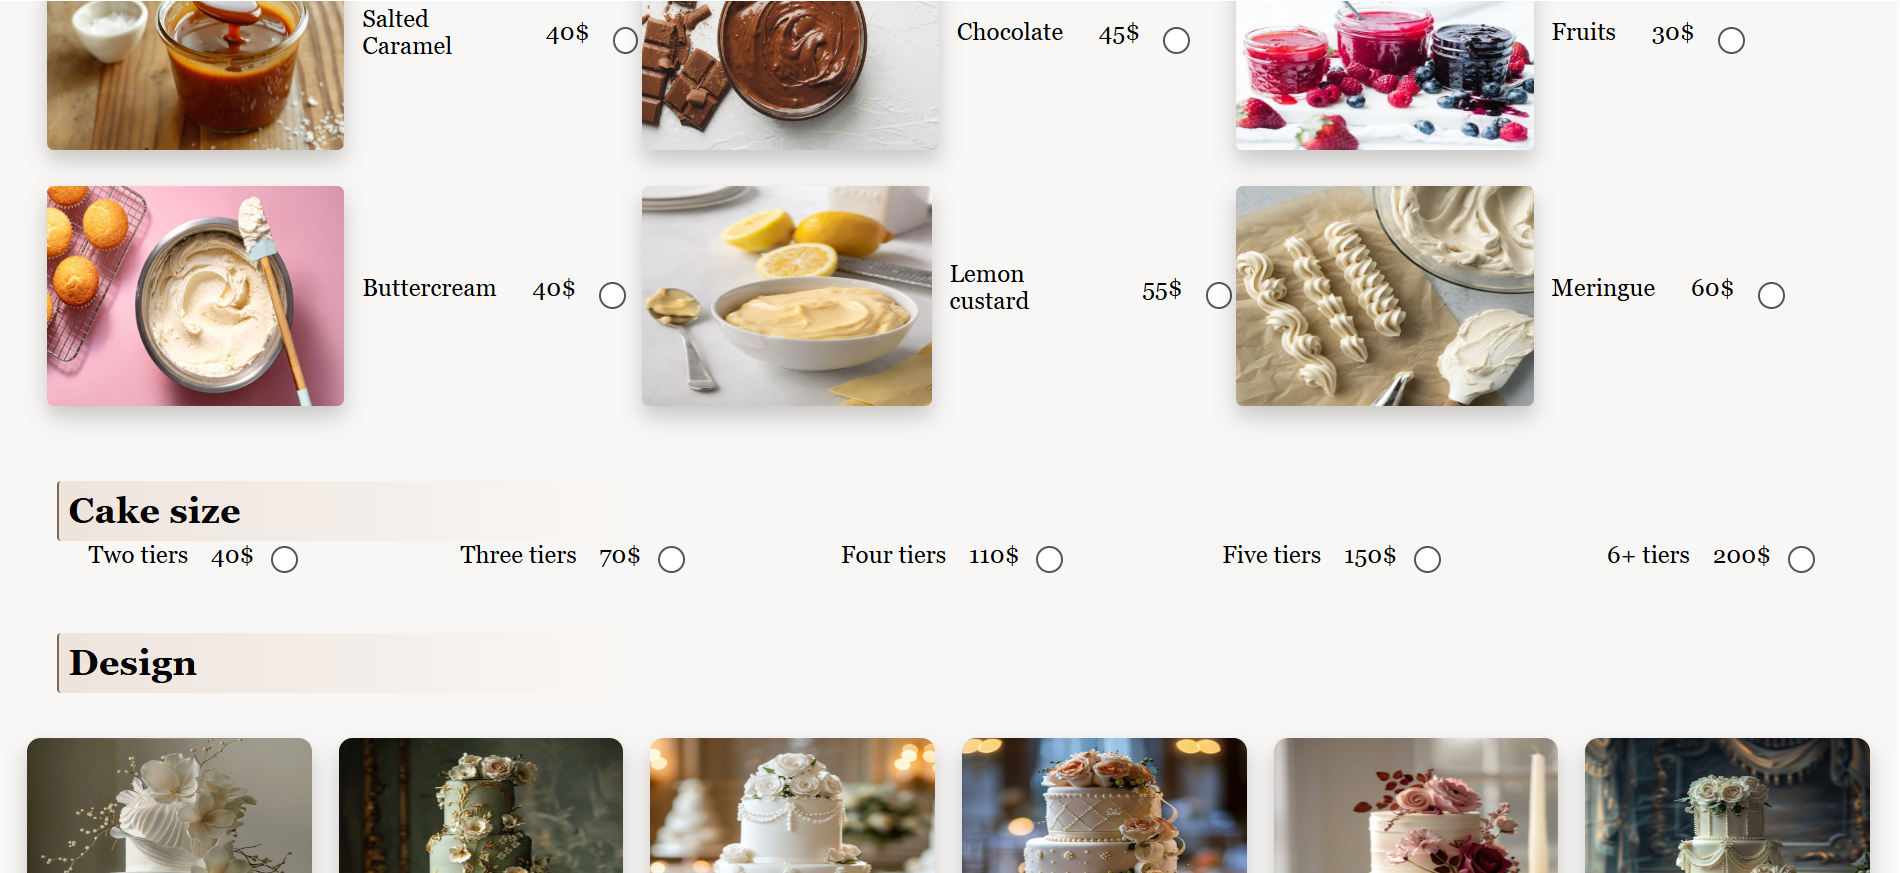 Salted
Caramel
40$
Chocolate 45$
Fruits 30$
Buttercream 40$
Lemon
custard
55$
Meringue 60$
Cake size
Two tiers 40$
Three tiers 70$
Four tiers 110$
Five tiers 150$
6+ tiers 200$
Design